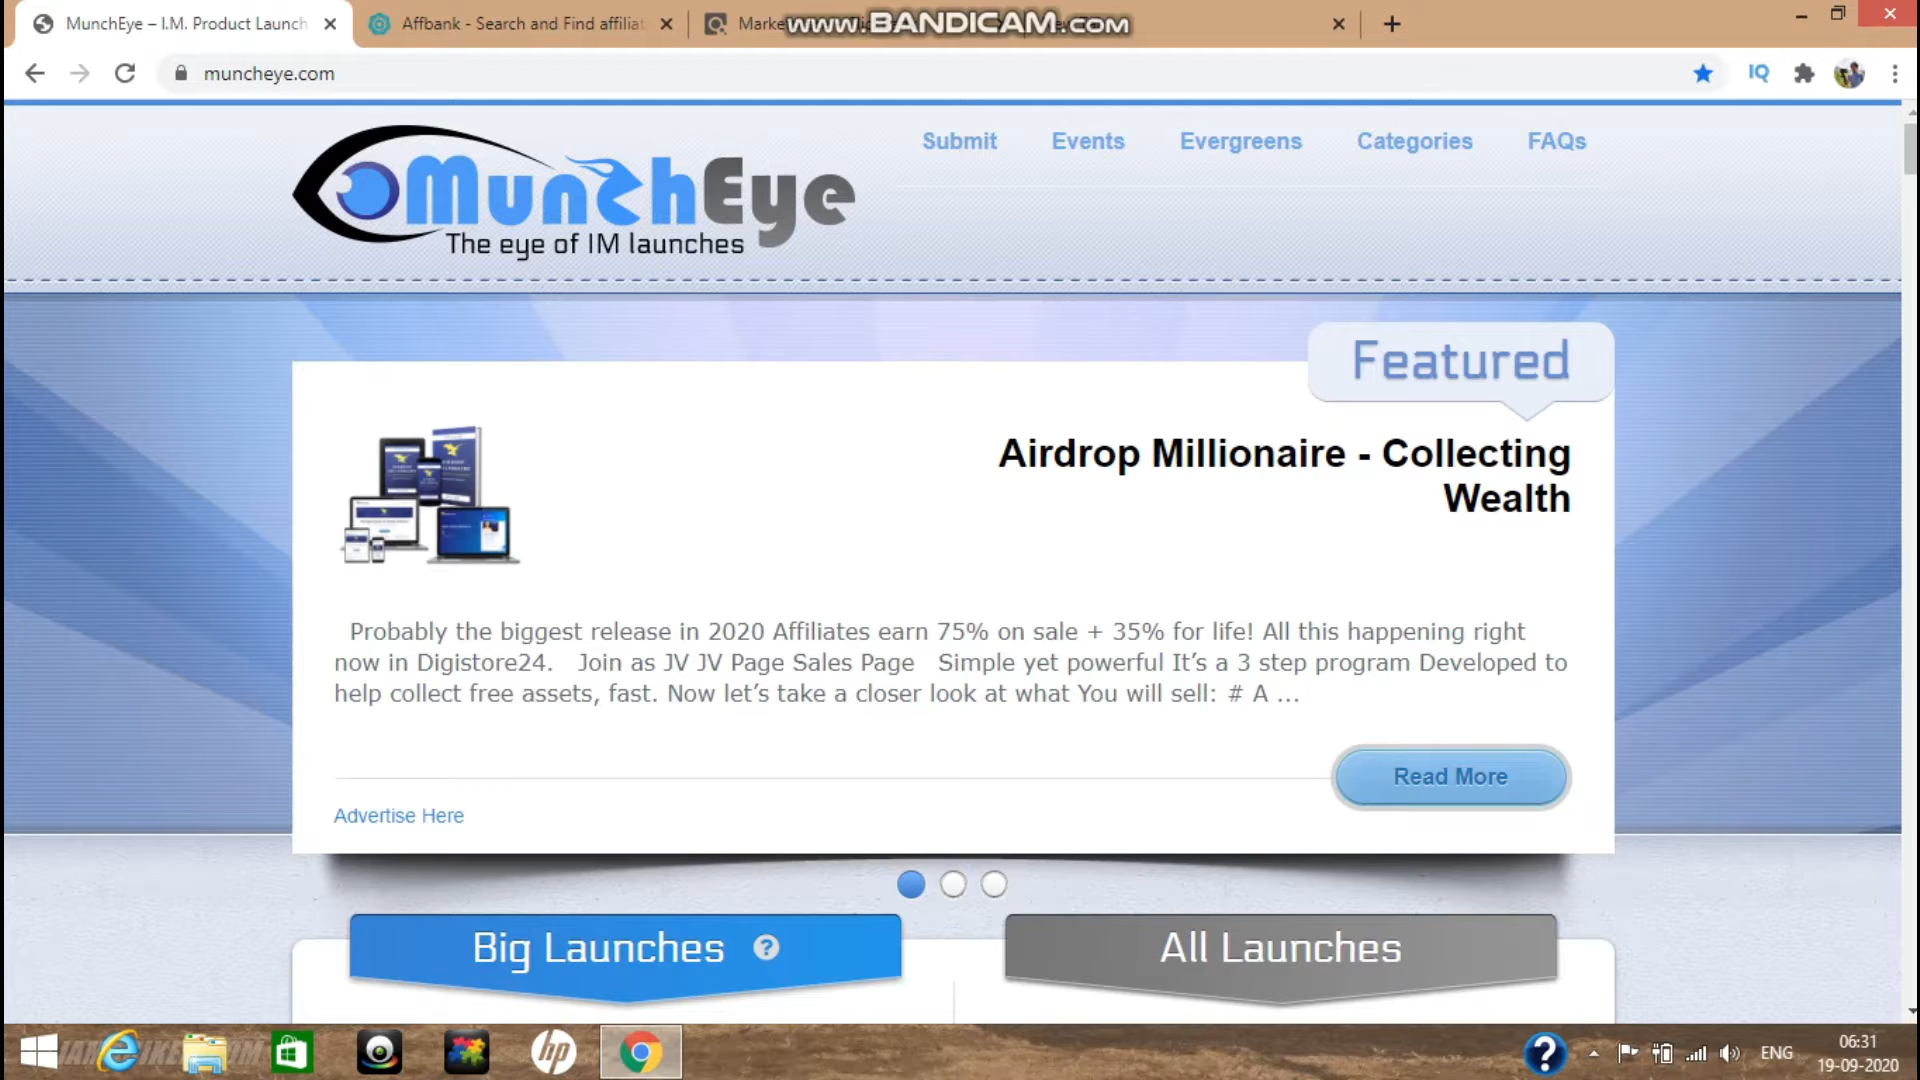 MunchEye – I.M. Product Launch
Affbank - Search and Find affiliat
www.BANDICAM.com
muncheye.com
IQ
Submit
Events
Evergreens
Categories
FAQs
MunchEye
The eye of IM launches
Featured
Airdrop Millionaire - Collecting
Wealth
Probably the biggest release in 2020 Affiliates earn 75% on sale + 35% for life! All this happening right
now in Digistore24. Join as JV JV Page Sales Page Simple yet powerful It’s a 3 step program Developed to
help collect free assets, fast. Now let’s take a closer look at what You will sell: # A ...
Read More
Advertise Here
Big Launches ?
All Launches
hp
?
ENG
06:31
19-09-2020